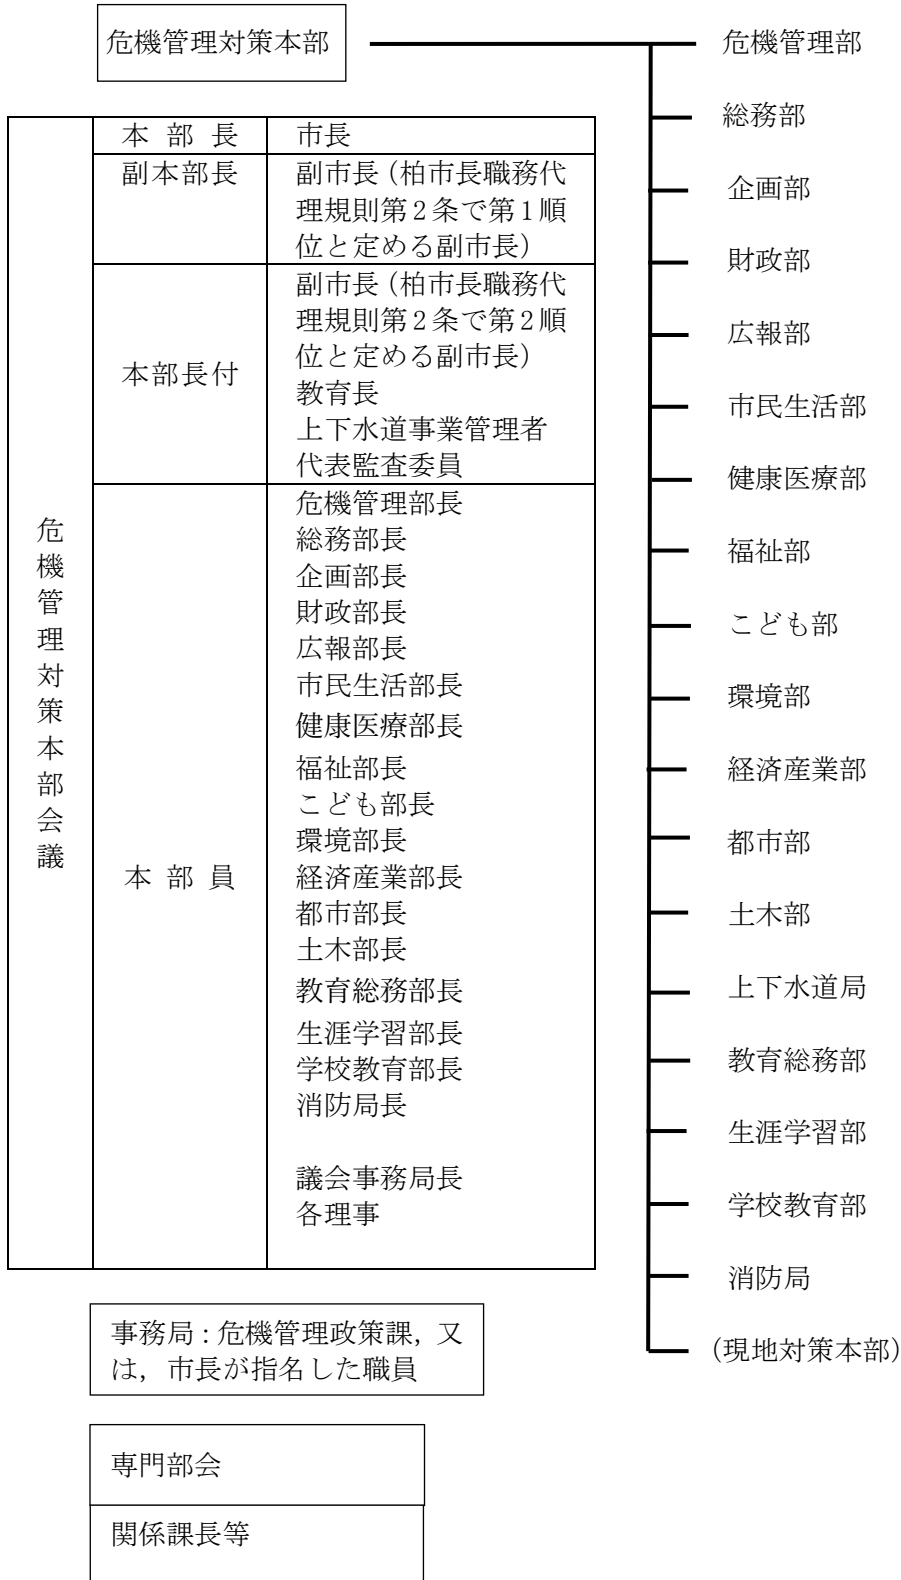 危機管理対策本部
危機管理対策本部会議
本部長
市長
副本部長
副市長（柏市長職務代
理規則第２条で第１順
位と定める副市長）
本部長付
副市長（柏市長職務代
理規則第２条で第２順
位と定める副市長）
教育長
上下水道事業管理者
代表監査委員
本部員
危機管理部長
総務部長
企画部長
財政部長
広報部長
市民生活部長
健康医療部長
福祉部長
こども部長
環境部長
経済産業部長
都市部長
土木部長
教育総務部長
生涯学習部長
学校教育部長
消防局長
議会事務局長
各理事
事務局：危機管理政策課，又
は，市長が指名した職員
専門部会
関係課長等
危機管理部
総務部
企画部
財政部
広報部
市民生活部
健康医療部
福祉部
こども部
環境部
経済産業部
都市部
土木部
上下水道局
教育総務部
生涯学習部
学校教育部
消防局
（現地対策本部）